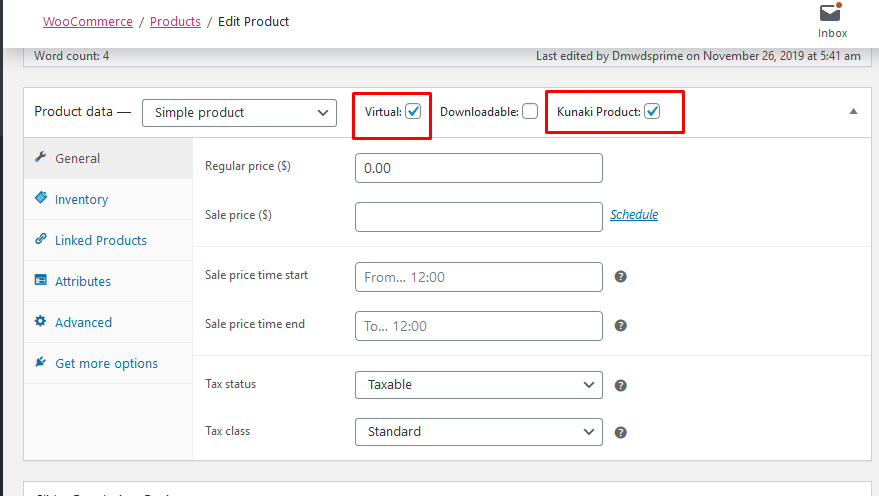 WooCommerce / Products / Edit Product
Inbox
Word count: 4
Last edited by Dmwdsprime on November 26, 2019 at 5:41 am
Product data — Simple product Virtual: Downloadable: Kunaki Product:
General
Inventory
Linked Products
Attributes
Advanced
Get more options
Regular price ($) 0.00
Sale price ($) Schedule
Sale price time start From... 12:00
Sale price time end To... 12:00
Tax status Taxable
Tax class Standard